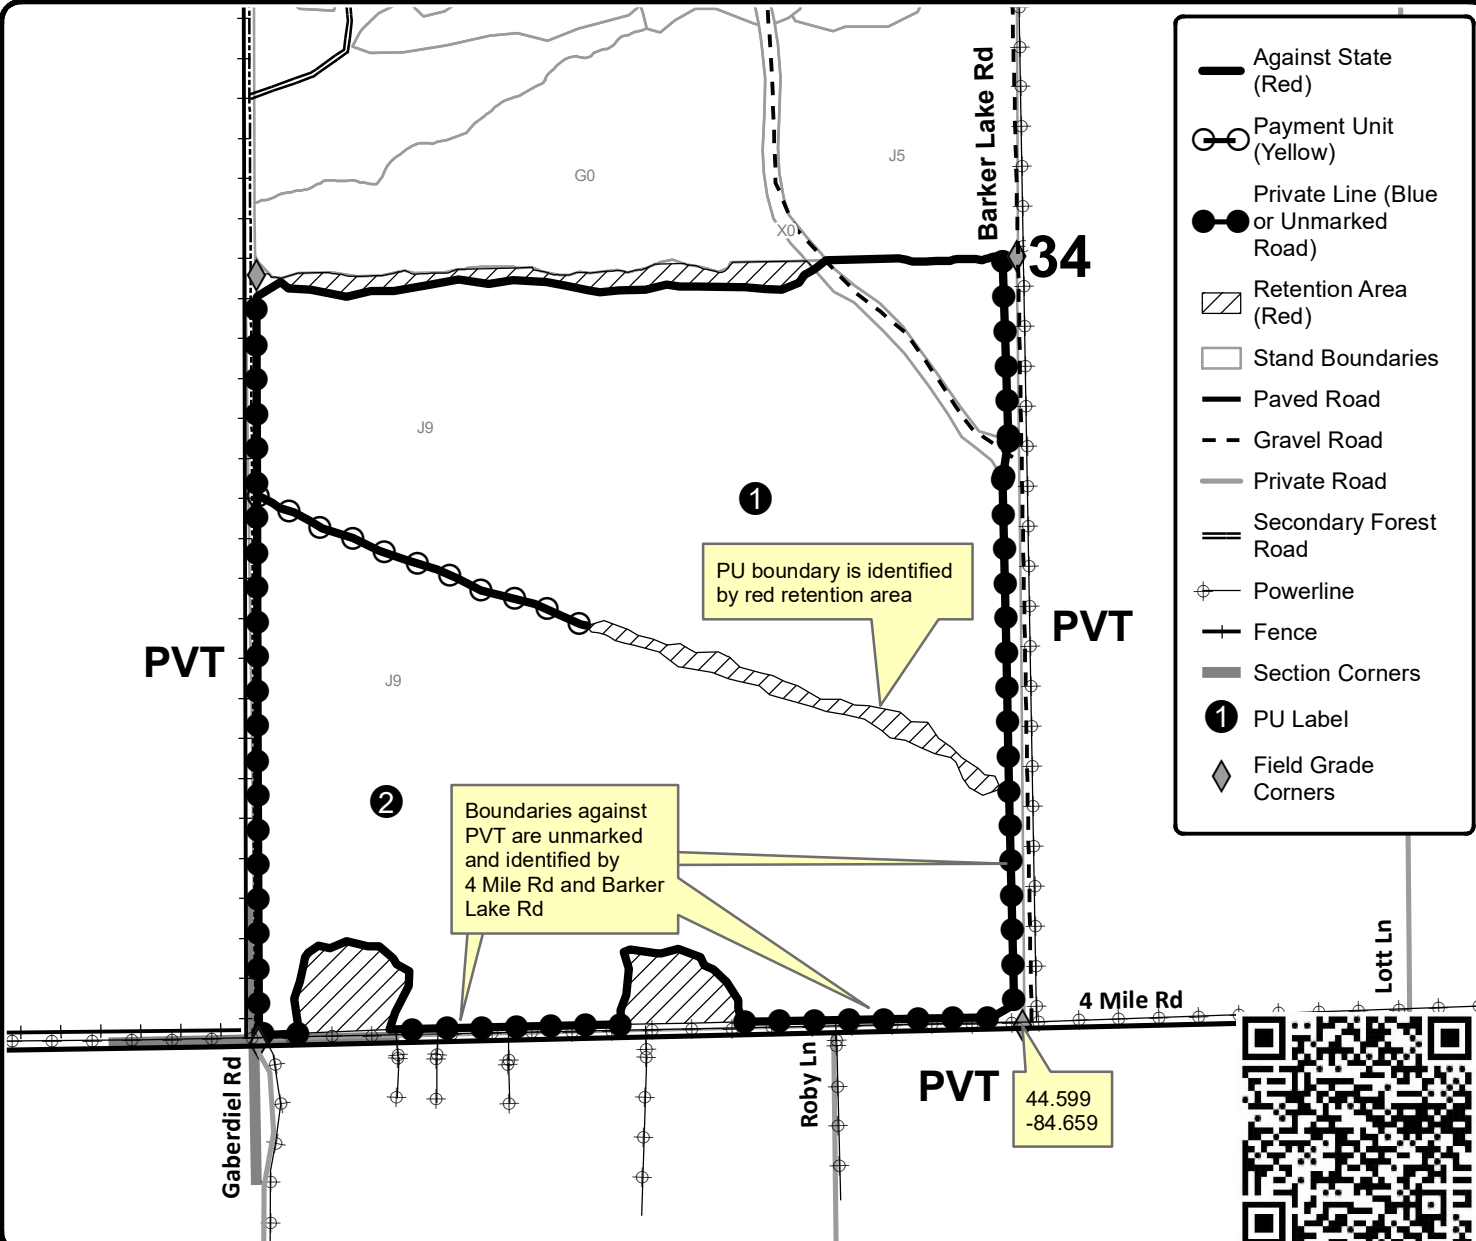 Barker Lake Rd
J5
G0
X0
34
J9
1
PU boundary is identified
by red retention area
PVT
PVT
J9
2
Boundaries against
PVT are unmarked
and identified by
4 Mile Rd and Barker
Lake Rd
4 Mile Rd
Lott Ln
Gaberdiel Rd
Roby Ln
PVT
44.599
-84.659
Against State
(Red)
Payment Unit
(Yellow)
Private Line (Blue
or Unmarked
Road)
Retention Area
(Red)
Stand Boundaries
Paved Road
Gravel Road
Private Road
Secondary Forest
Road
Powerline
Fence
Section Corners
1 PU Label
Field Grade
Corners